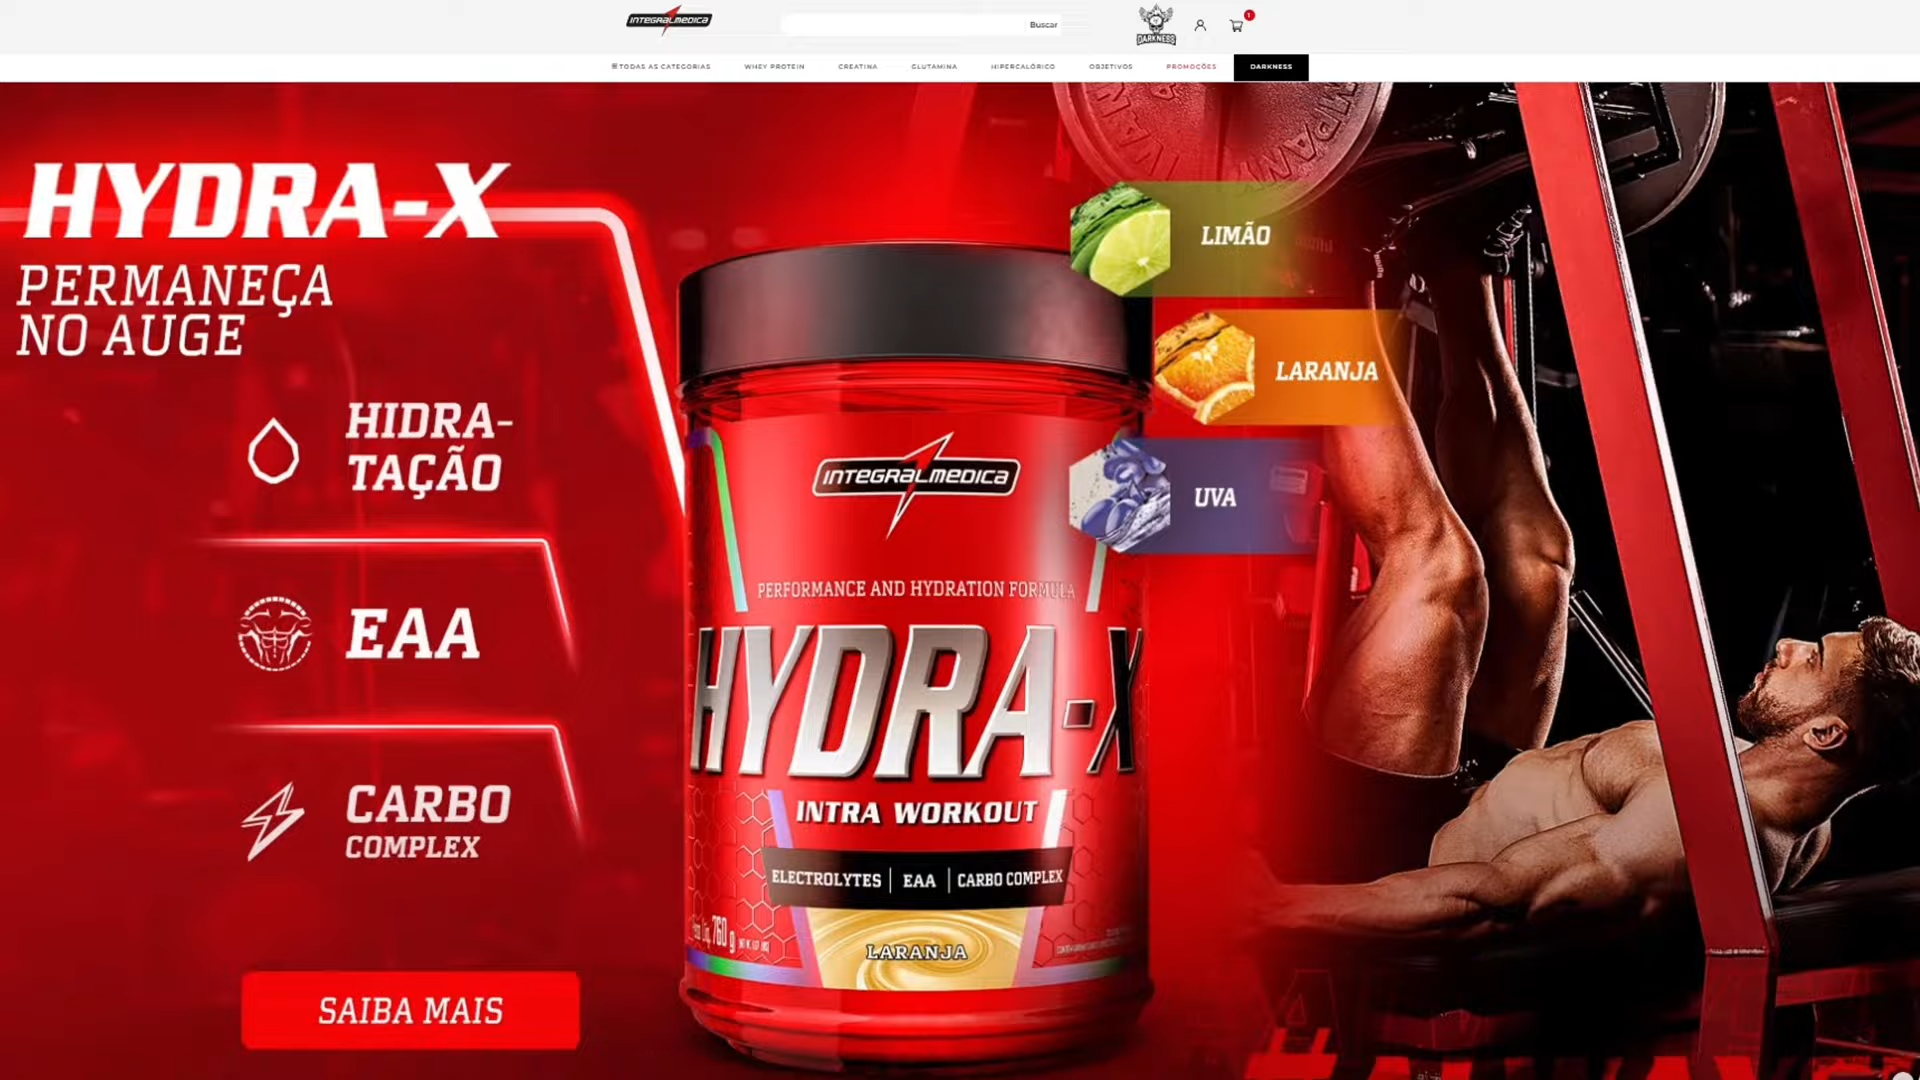 INTEGRALMEDICA
Buscar
DARKNESS
1
TODAS AS CATEGORIAS
WHEY PROTEIN
CREATINA
GLUTAMINA
HIPERCALÓRICO
OBJETIVOS
PROMOÇÕES
DARKNESS
HYDRA-X
PERMANEÇA
NO AUGE
HIDRA-
TAÇÃO
EAA
CARBO
COMPLEX
SAIBA MAIS
INTEGRALMEDICA
PERFORMANCE AND HYDRATION FORMULA
HYDRA-X
INTRA WORKOUT
ELECTROLYTES | EAA | CARBO COMPLEX
760 g
LARANJA
LIMÃO
LARANJA
UVA